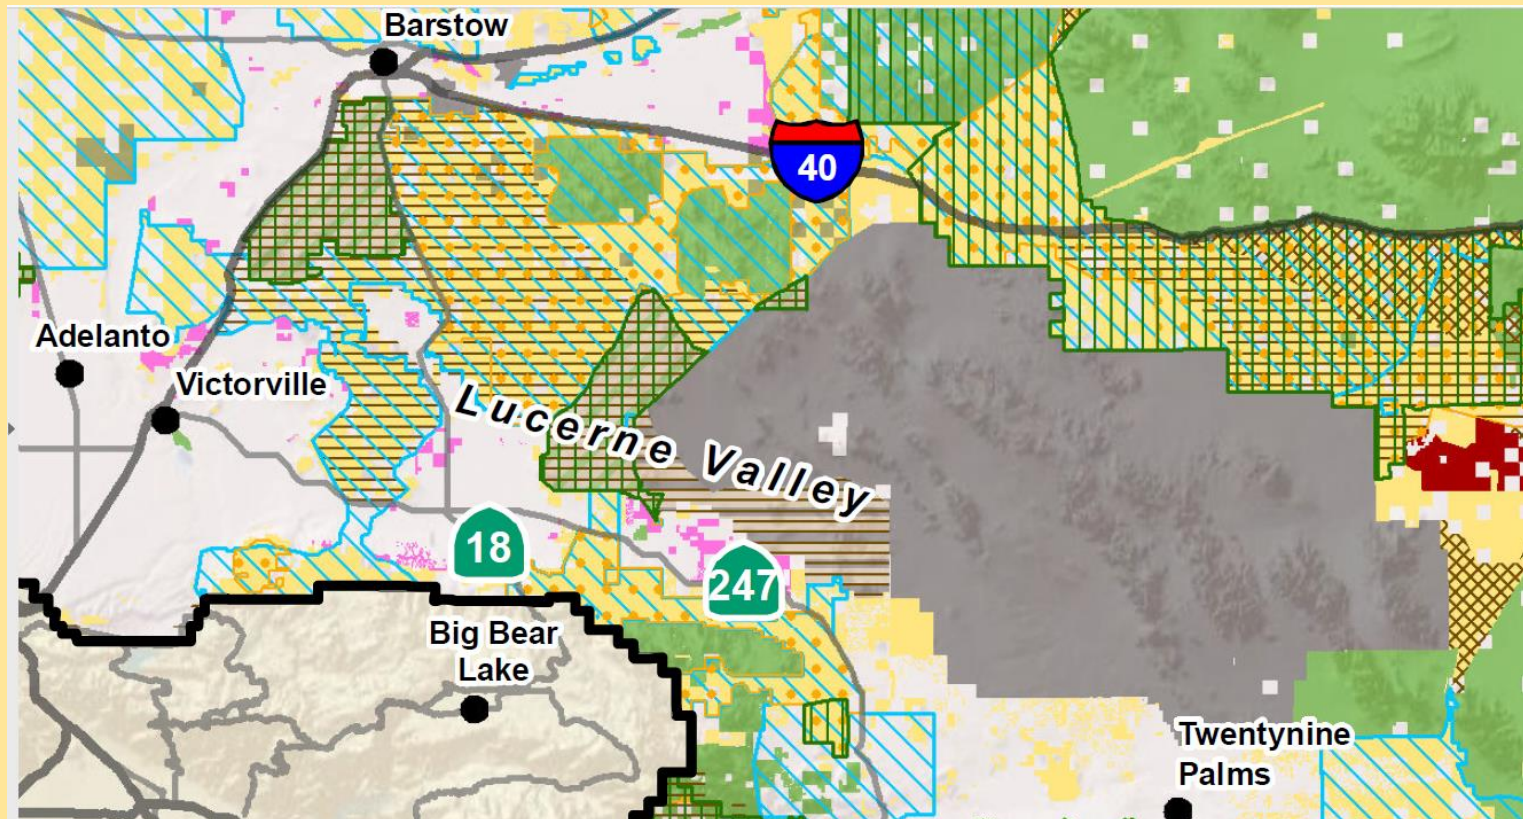 Barstow
40
Adelanto
Victorville
Lucerne Valley
18
247
Big Bear
Lake
Twentynine
Palms